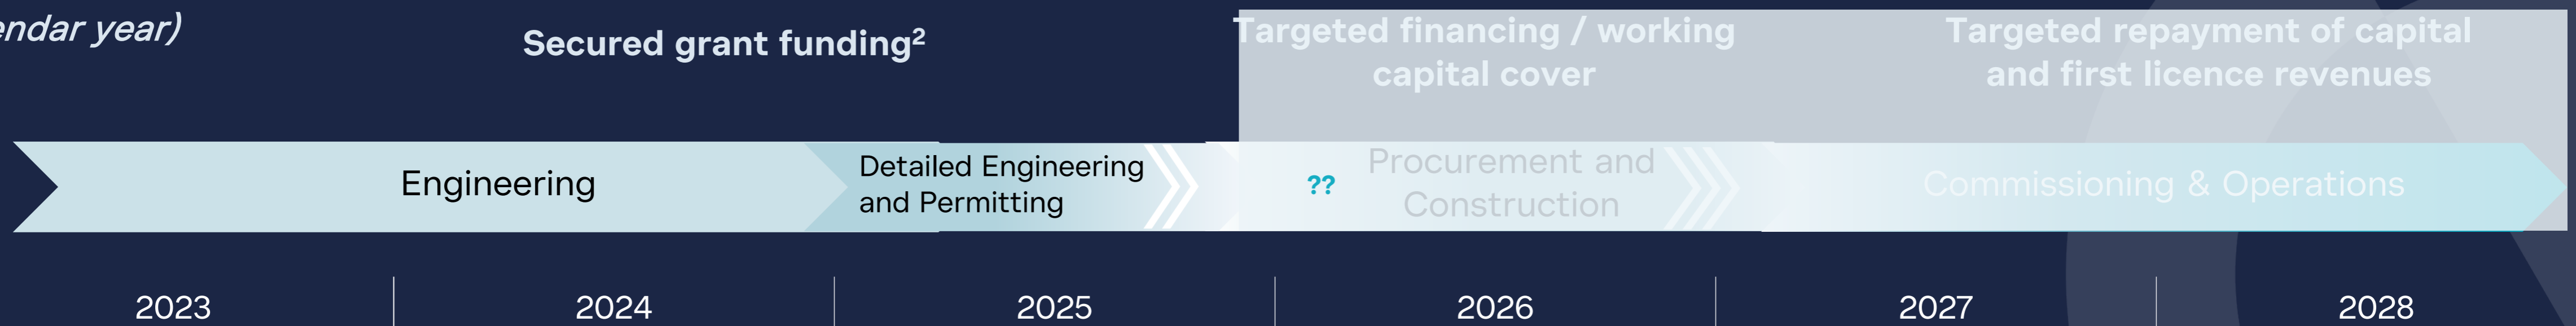 endar year)
Secured grant funding²
Targeted financing / working
capital cover
Targeted repayment of capital
and first licence revenues
Engineering
Detailed Engineering
and Permitting
??
Procurement and
Construction
Commissioning & Operations
2023
2024
2025
2026
2027
2028